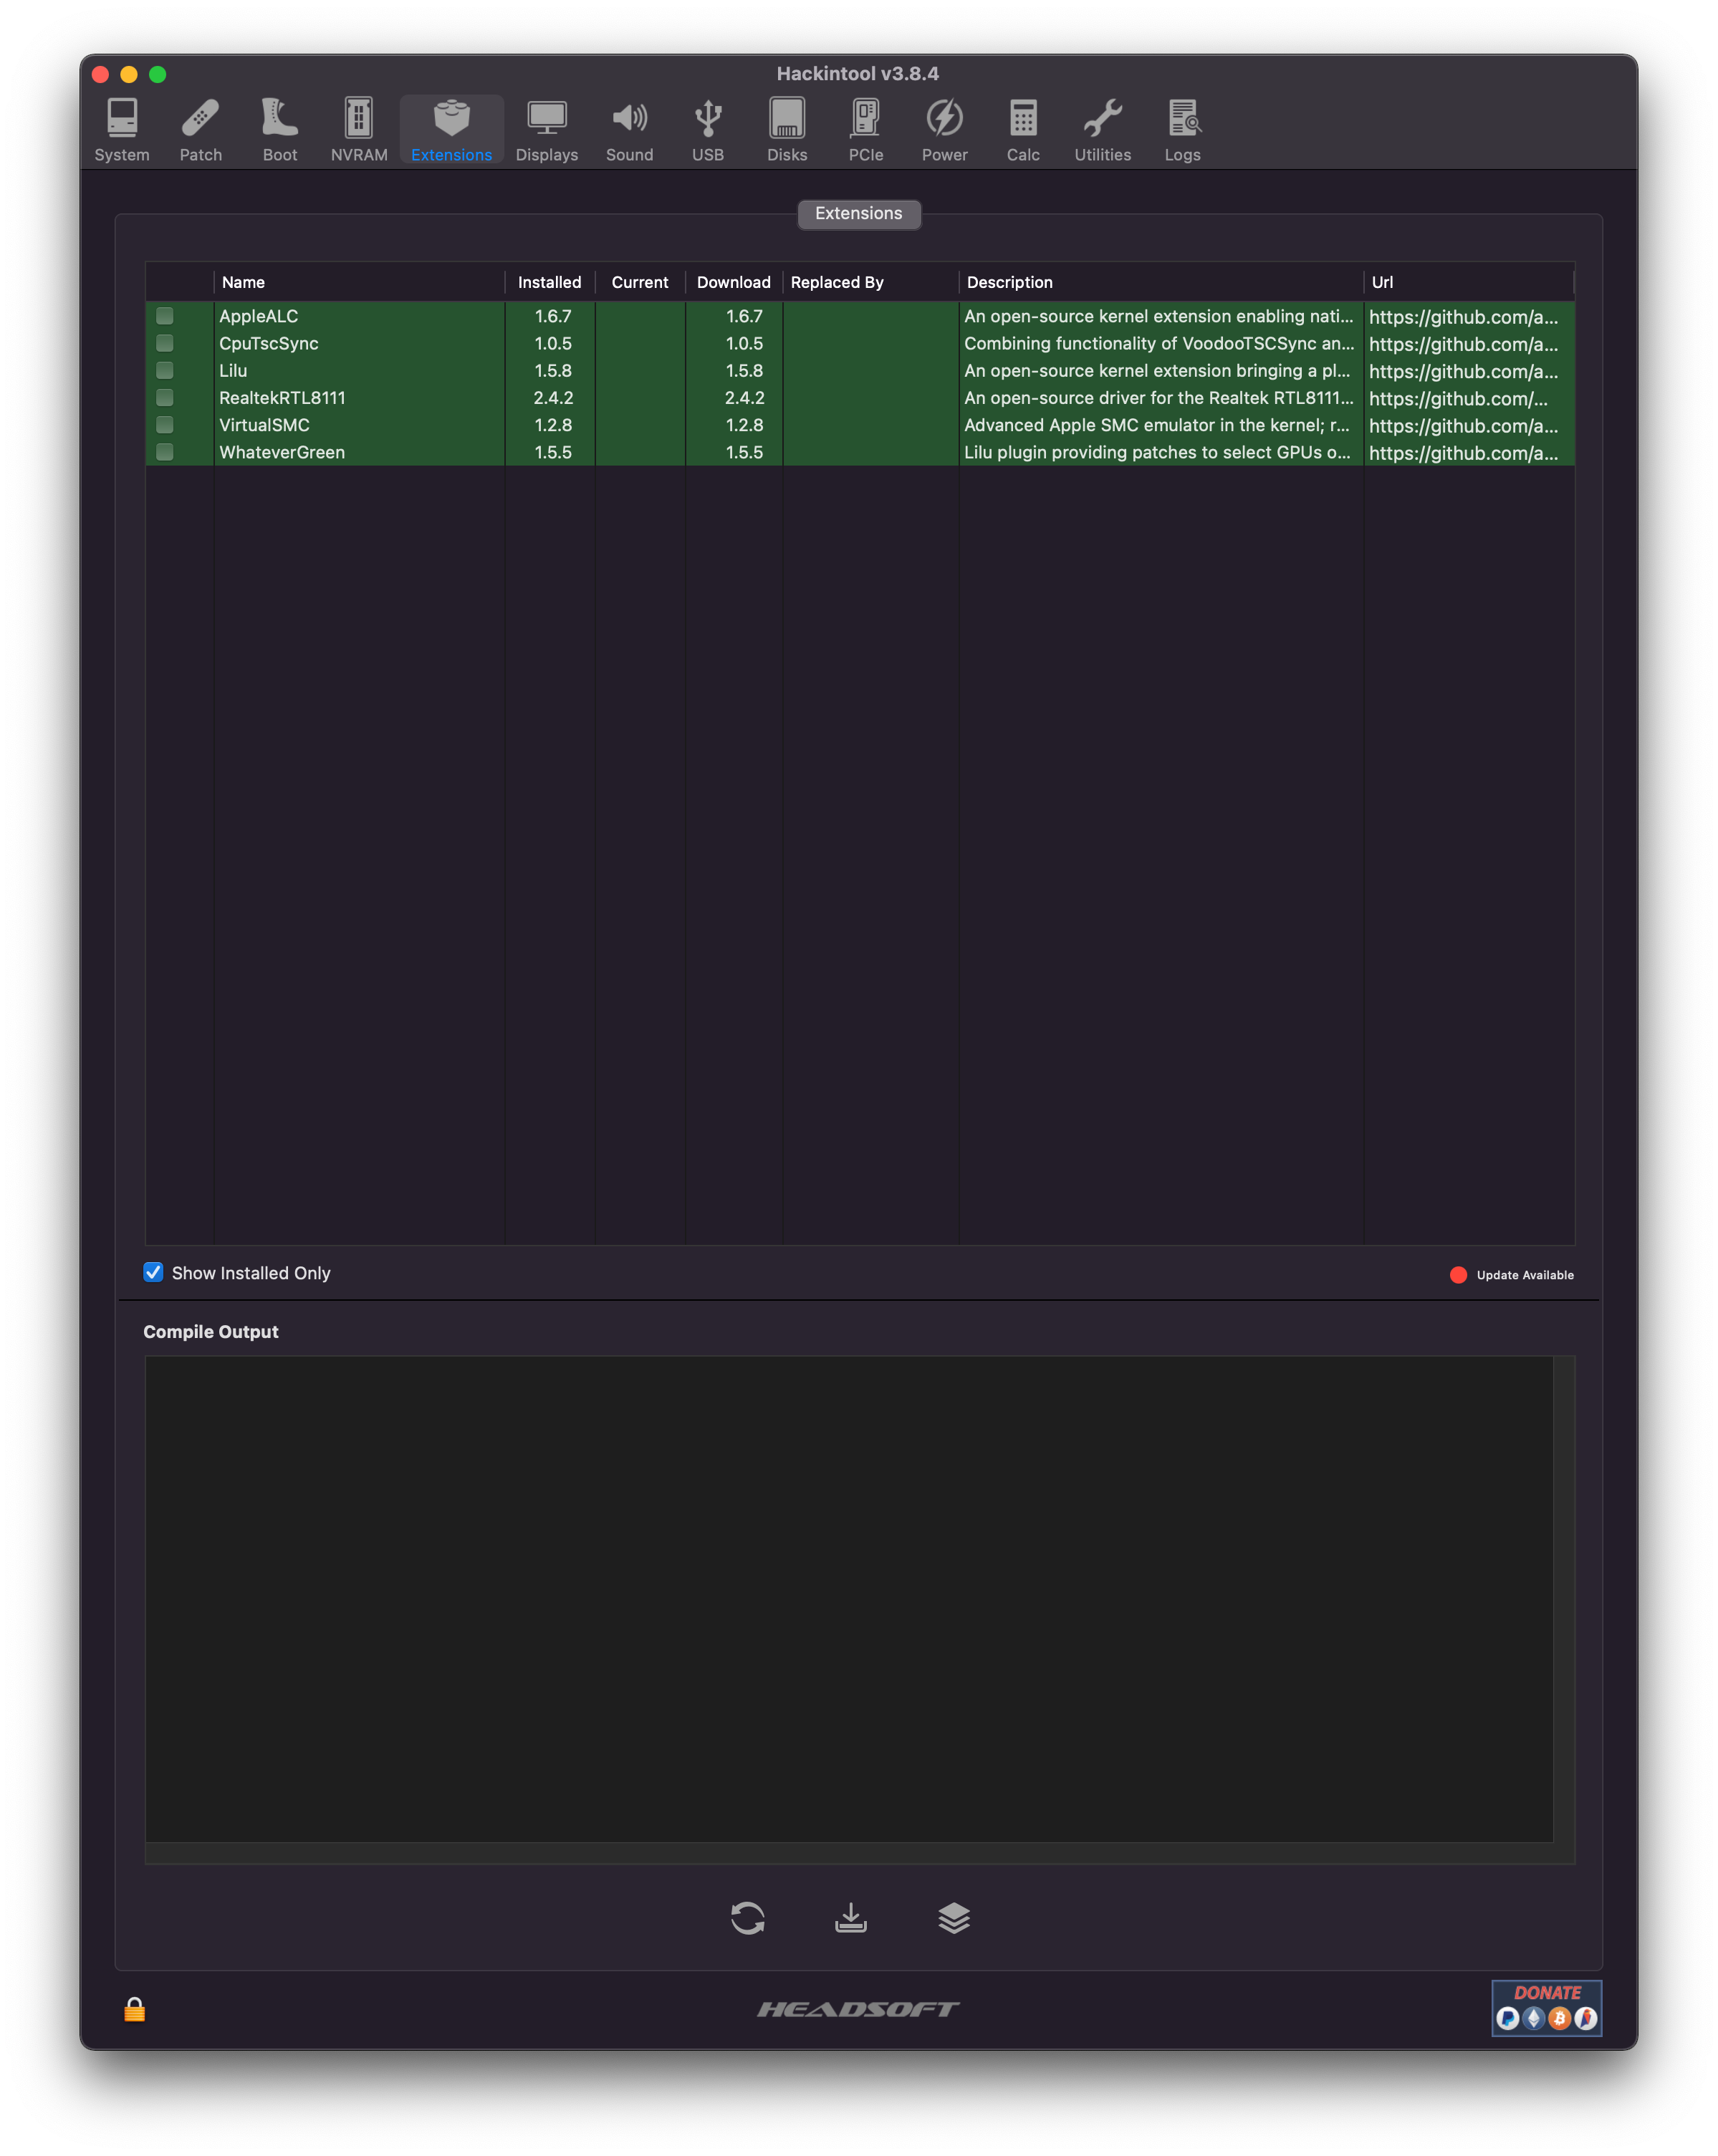 Hackintool v3.8.4
System Patch Boot NVRAM Extensions Displays Sound USB Disks PCIe Power Calc Utilities Logs
Extensions
Name Installed Current Download Replaced By Description Url
AppleALC 1.6.7 1.6.7 An open-source kernel extension enabling nati... https://github.com/a...
CpuTscSync 1.0.5 1.0.5 Combining functionality of VoodooTSCSync an... https://github.com/a...
Lilu 1.5.8 1.5.8 An open-source kernel extension bringing a pl... https://github.com/a...
RealtekRTL8111 2.4.2 2.4.2 An open-source driver for the Realtek RTL8111... https://github.com/...
VirtualSMC 1.2.8 1.2.8 Advanced Apple SMC emulator in the kernel; r... https://github.com/a...
WhateverGreen 1.5.5 1.5.5 Lilu plugin providing patches to select GPUs o... https://github.com/a...
Show Installed Only
Update Available
Compile Output
HEADSOFT
DONATE